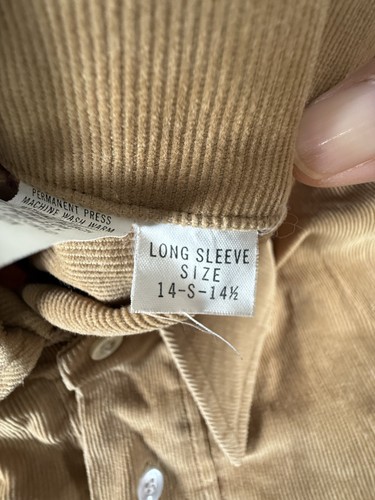 PERMANENT PRESS
MACHINE WASH WARM
LONG SLEEVE
SIZE
14-S-14½